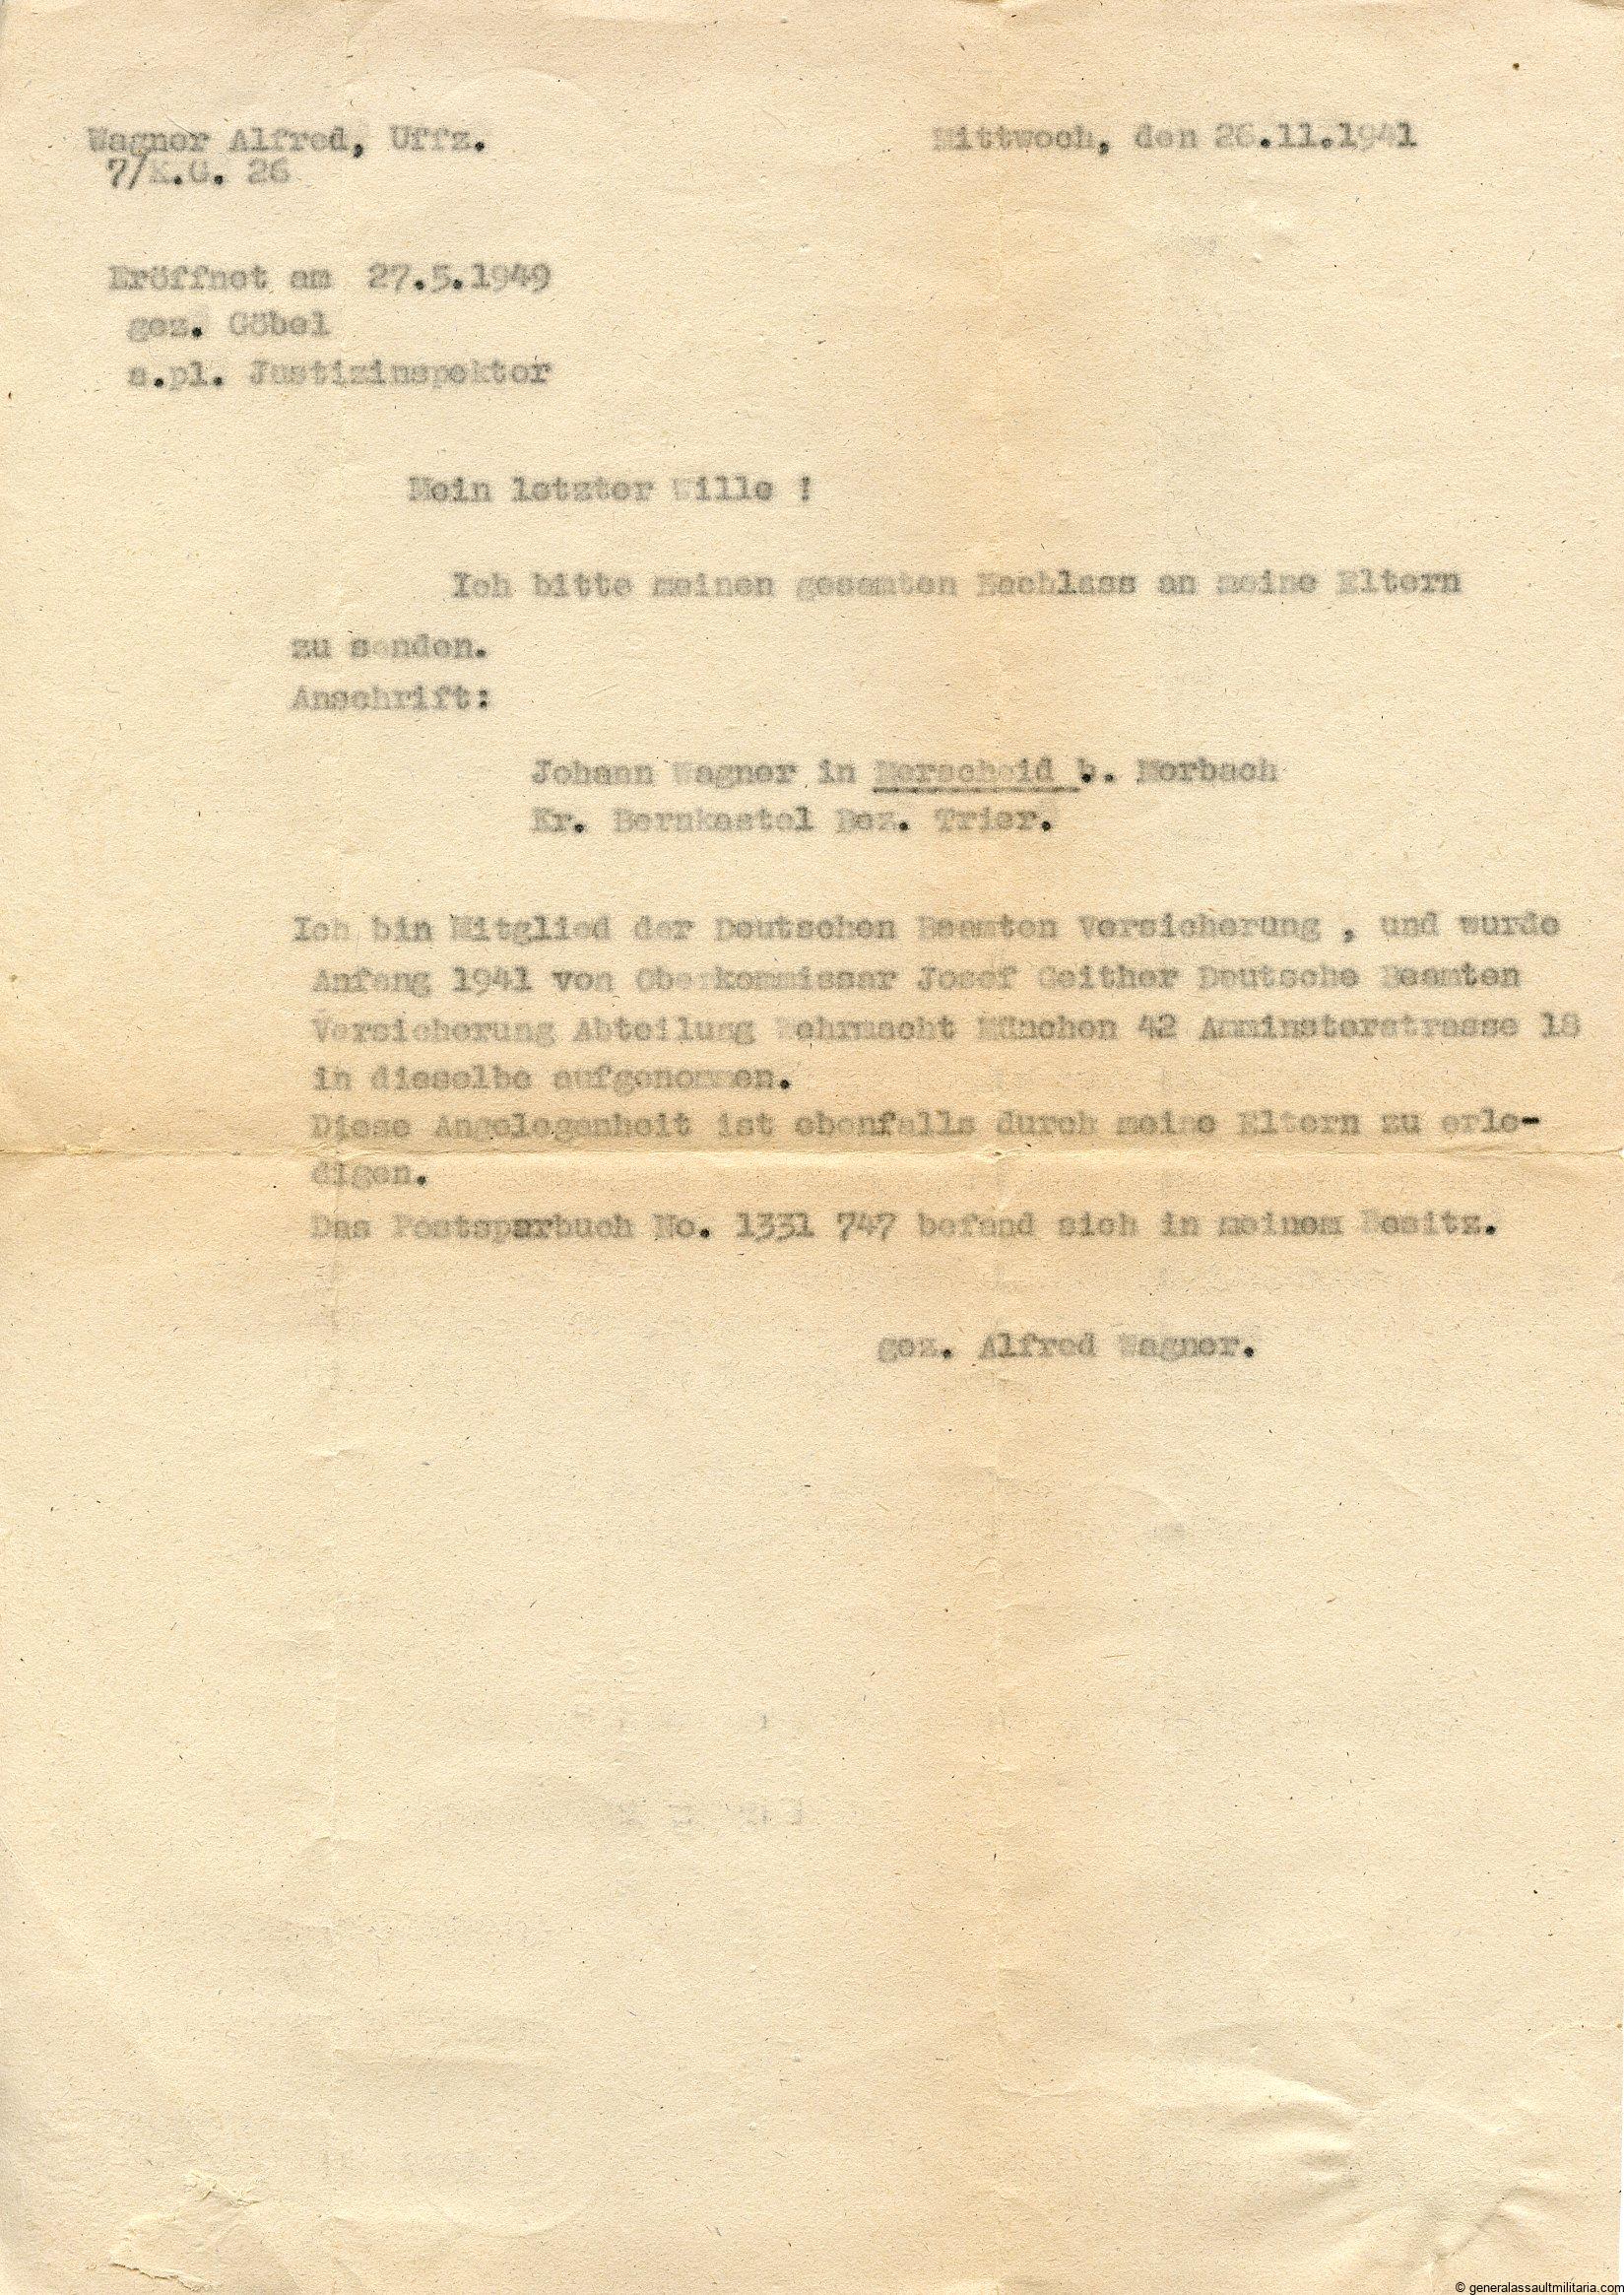 Wagner Alfred, Uffz.
Mittwoch, den 26.11.1941
7/K.G. 26
Eröffnet am 27.5.1949
gez. Göbel
a.pl. Justizinspektor
Mein letzter Wille !
Ich bitte meinen gesamten Nachlass an meine Eltern
zu senden.
Anschrift:
Johann Wagner in Merscheid b. Morbach
Kr. Bernkastel Bez. Trier.
Ich bin Mitglied der Deutschen Beamten Versicherung , und wurde
Anfang 1941 von Oberkommissar Josef Geither Deutsche Beamten
Versicherung Abteilung Wehrmacht München 42 Amminsterstrasse 18
in dieselbe aufgenommen.
Diese Angelegenheit ist ebenfalls durch meine Eltern zu erle-
digen.
Das Postsparbuch No. 1331 747 befand sich in meinem Besitz.
gez. Alfred Wagner.
© generalassaultmilitaria.com